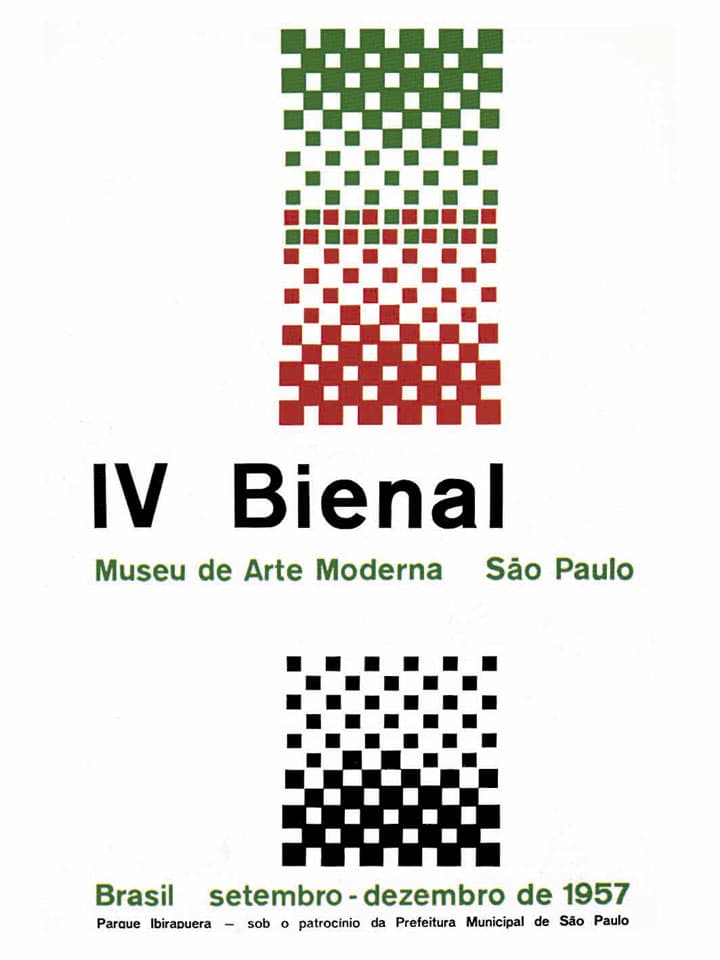 IV Bienal
Museu de Arte Moderna São Paulo
Brasil setembro - dezembro de 1957
Parque Ibirapuera — sob o patrocínio da Prefeitura Municipal de São Paulo